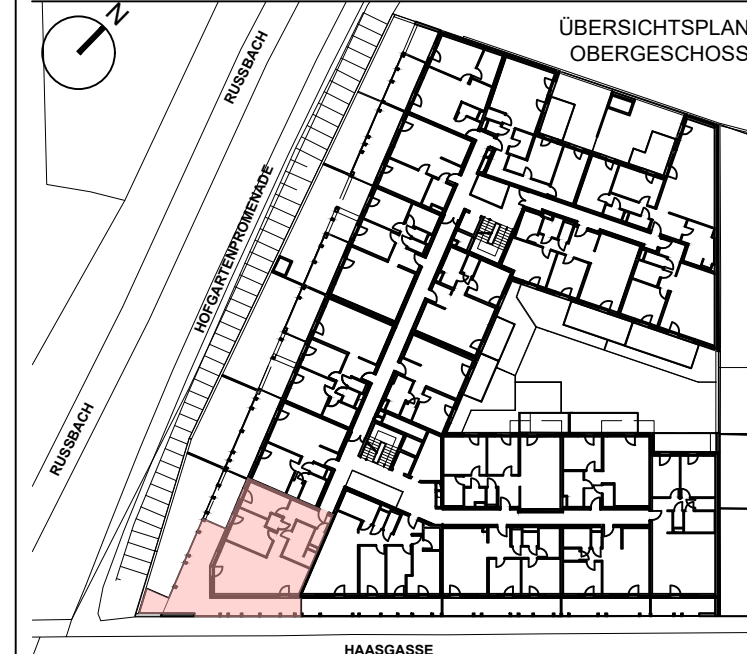 N
ÜBERSICHTSPLAN
OBERGESCHOSS
RUSSBACH
HOFGARTENPROMENADE
RUSSBACH
HAASGASSE